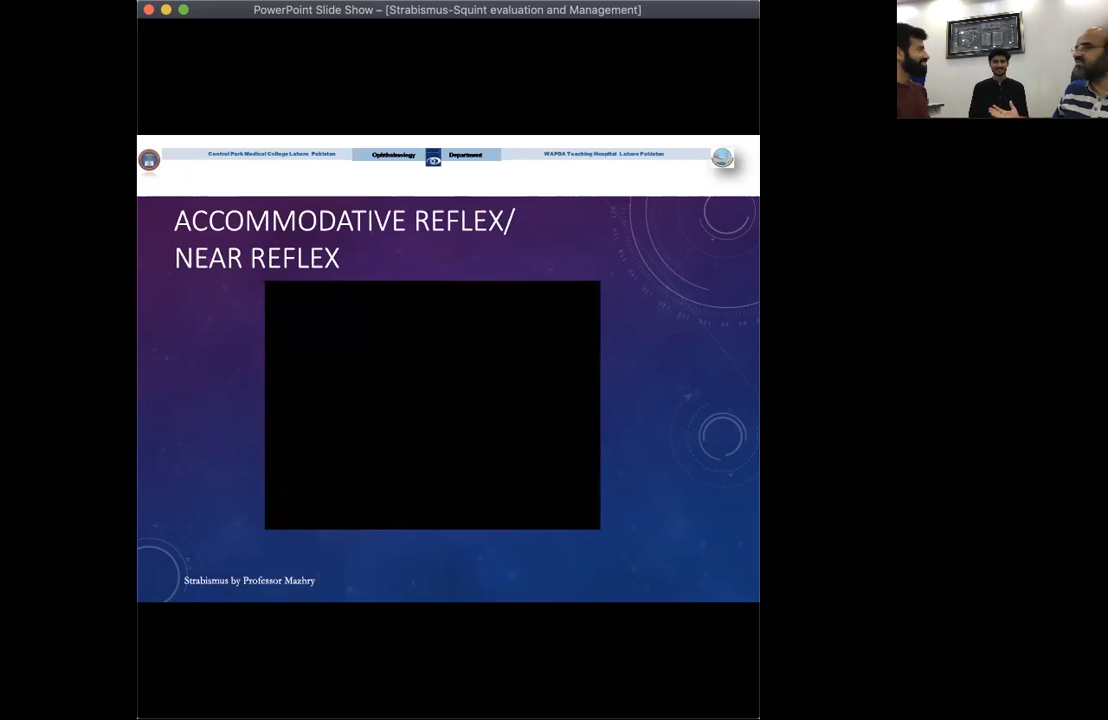 PowerPoint Slide Show – [Strabismus-Squint evaluation and Management]
Central Park Medical College Lahore Pakistan
Ophthalmology Department
WAPDA Teaching Hospital Lahore Pakistan
ACCOMMODATIVE REFLEX/
NEAR REFLEX
Strabismus by Professor Mazhry